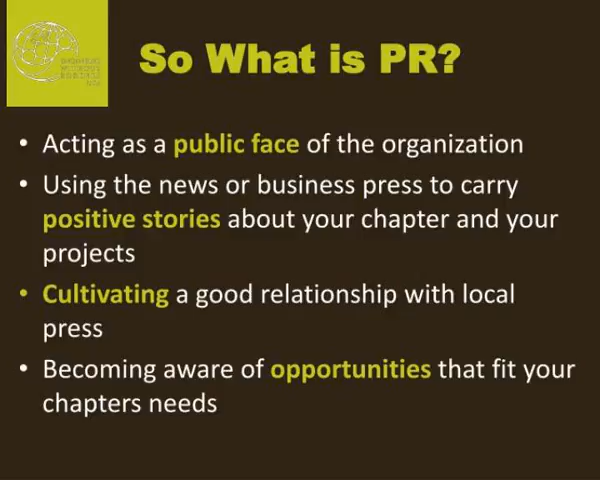 So What is PR?
• Acting as a public face of the organization
• Using the news or business press to carry
positive stories about your chapter and your
projects
• Cultivating a good relationship with local
press
• Becoming aware of opportunities that fit your
chapters needs